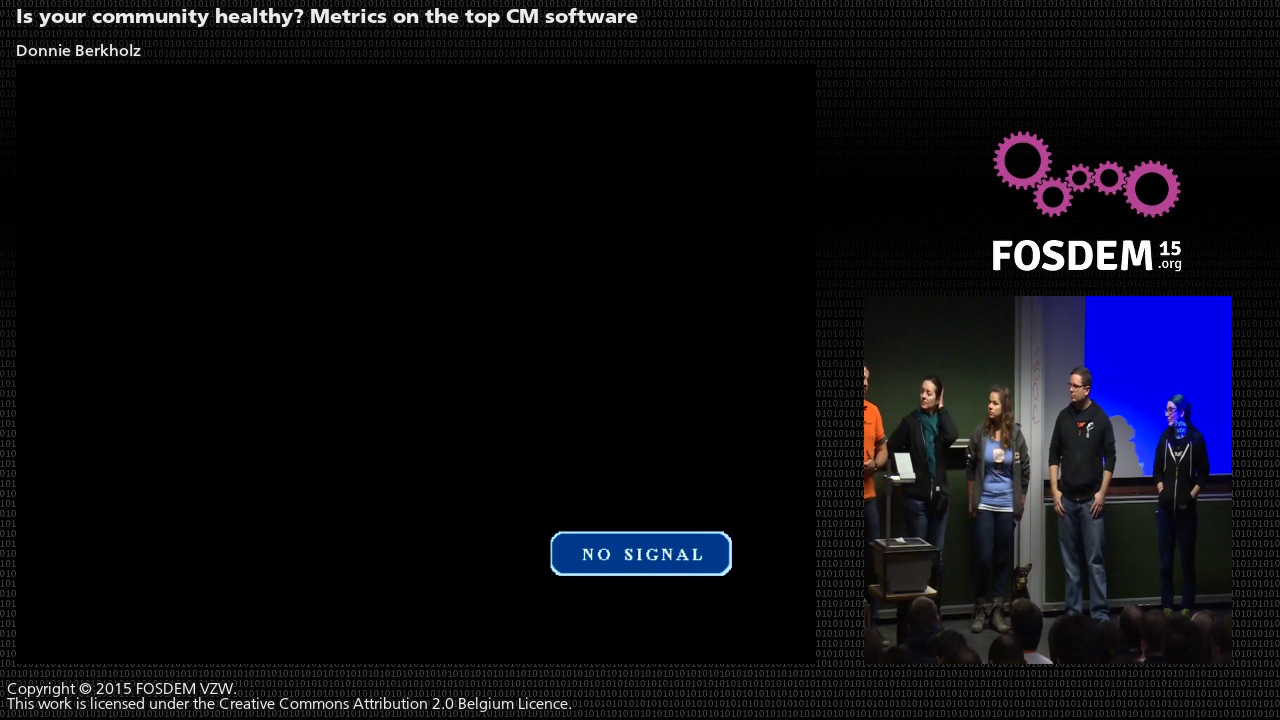 Is your community healthy? Metrics on the top CM software
Donnie Berkholz
FOSDEM 15
.org
NO SIGNAL
Copyright © 2015 FOSDEM VZW.
This work is licensed under the Creative Commons Attribution 2.0 Belgium Licence.